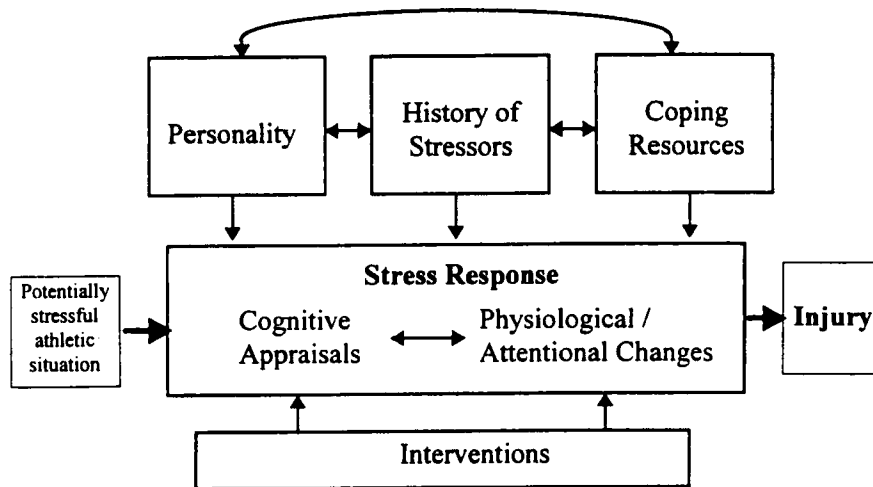 Personality
History of
Stressors
Coping
Resources
Stress Response
Potentially
stressful
athletic
situation
Cognitive
Appraisals
Physiological /
Attentional Changes
Injury
Interventions